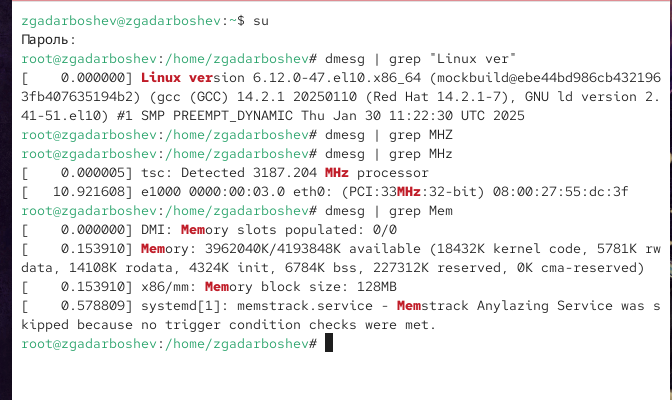 zgadarboshev@zgadarboshev:~$ su
Пароль:
root@zgadarboshev:/home/zgadarboshev# dmesg | grep "Linux ver"
[    0.000000] Linux version 6.12.0-47.el10.x86_64 (mockbuild@ebe44bd986cb432196
3fb407635194b2) (gcc (GCC) 14.2.1 20250110 (Red Hat 14.2.1-7), GNU ld version 2.
41-51.el10) #1 SMP PREEMPT_DYNAMIC Thu Jan 30 11:22:30 UTC 2025
root@zgadarboshev:/home/zgadarboshev# dmesg | grep MHZ
root@zgadarboshev:/home/zgadarboshev# dmesg | grep MHz
[    0.000005] tsc: Detected 3187.204 MHz processor
[   10.921608] e1000 0000:00:03.0 eth0: (PCI:33MHz:32-bit) 08:00:27:55:dc:3f
root@zgadarboshev:/home/zgadarboshev# dmesg | grep Mem
[    0.000000] DMI: Memory slots populated: 0/0
[    0.153910] Memory: 3962040K/4193848K available (18432K kernel code, 5781K rw
data, 14108K rodata, 4324K init, 6784K bss, 227312K reserved, 0K cma-reserved)
[    0.153910] x86/mm: Memory block size: 128MB
[    0.578809] systemd[1]: memstrack.service - Memstrack Anylazing Service was s
kipped because no trigger condition checks were met.
root@zgadarboshev:/home/zgadarboshev#